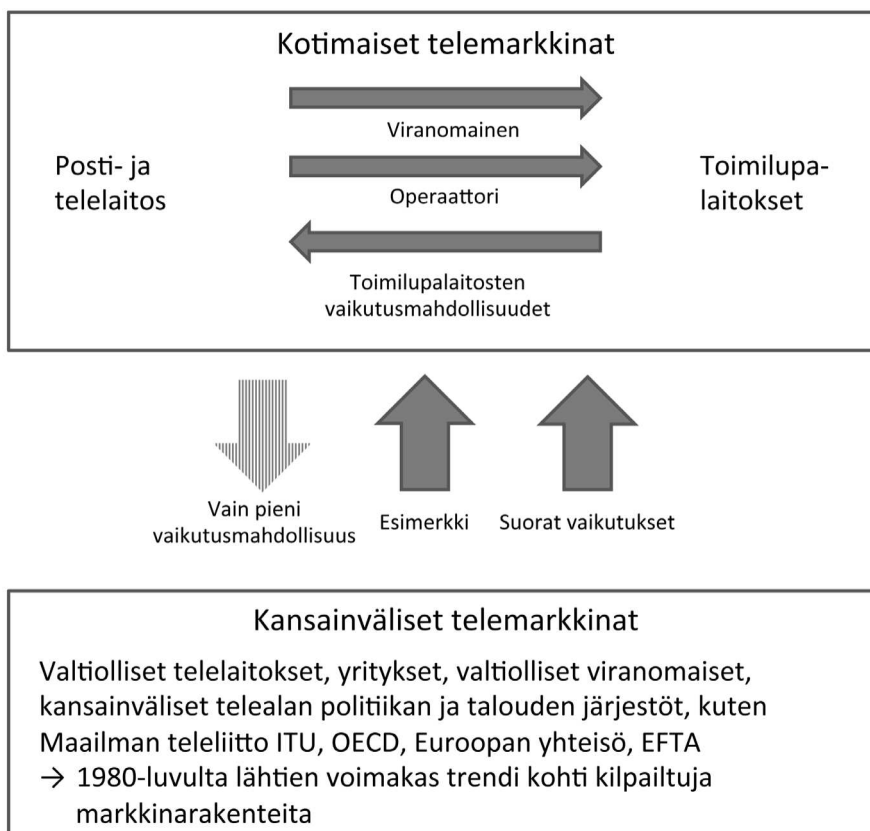 Kotimaiset telemarkkinat
Viranomainen
Posti- ja
telelaitos
Operaattori
Toimilupa-
laitokset
Toimilupalaitosten
vaikutusmahdollisuudet
Vain pieni
vaikutusmahdollisuus
Esimerkki
Suorat vaikutukset
Kansainväliset telemarkkinat
Valtiolliset telelaitokset, yritykset, valtiolliset viranomaiset,
kansainväliset telealan politiikan ja talouden järjestöt, kuten
Maailman teleliitto ITU, OECD, Euroopan yhteisö, EFTA
→ 1980-luvulta lähtien voimakas trendi kohti kilpailtuja
markkinarakenteita